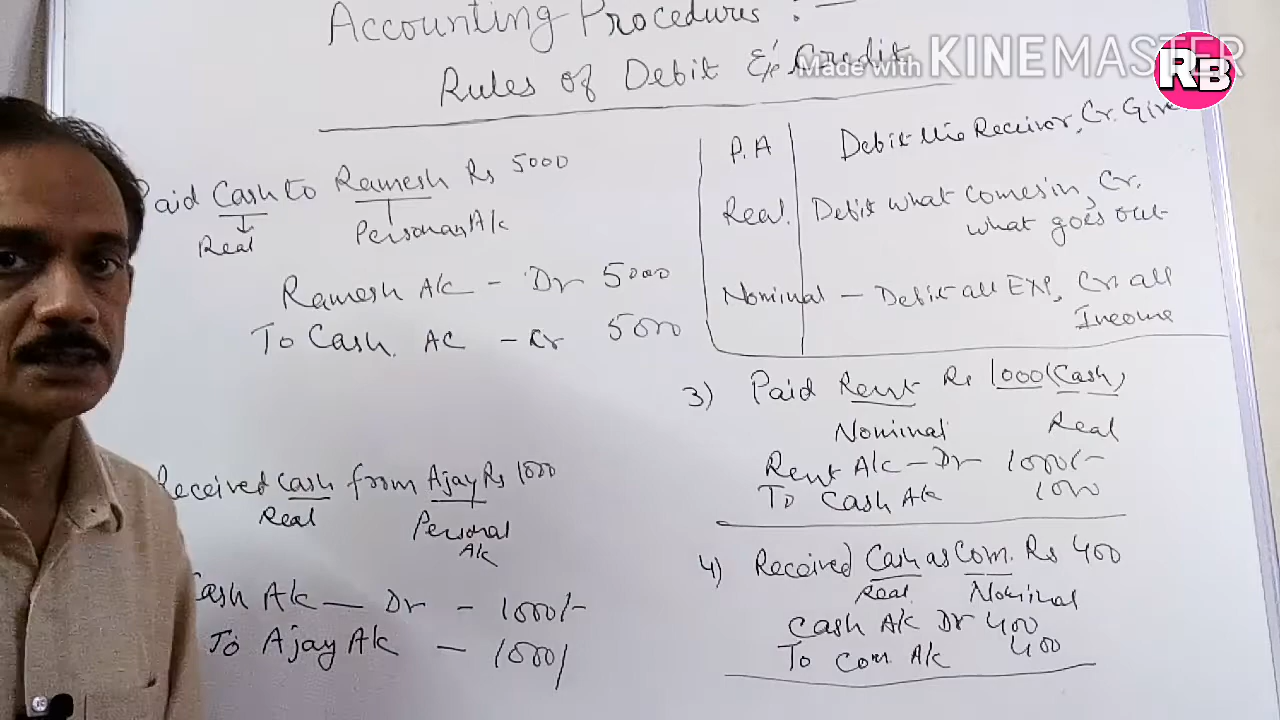 Accounting Procedures :-
Rules of Debit & Credit
Made with KINEMASTER
RB
Paid Cash to Ramesh Rs 5000
Real
Personal A/c
Ramesh A/c - Dr 5000
To Cash AC - Cr 5000
P.A Debit the Receivor, Cr. Giver
Real. Debit what comes in, Cr.
what goes out
Nominal - Debit all EXP, Cr. all
Income
Received Cash from Ajay Rs 1000
Real
Personal
A/c
Cash A/c - Dr - 1000/-
To Ajay A/c - 1000/
3) Paid Rent Rs 1000 (Cash)
Nominal Real
Rent A/c - Dr 1000/-
To Cash A/c 1000
4) Received Cash as Com. Rs 400
Real Nominal
Cash A/c Dr 400
To Com. A/c 400